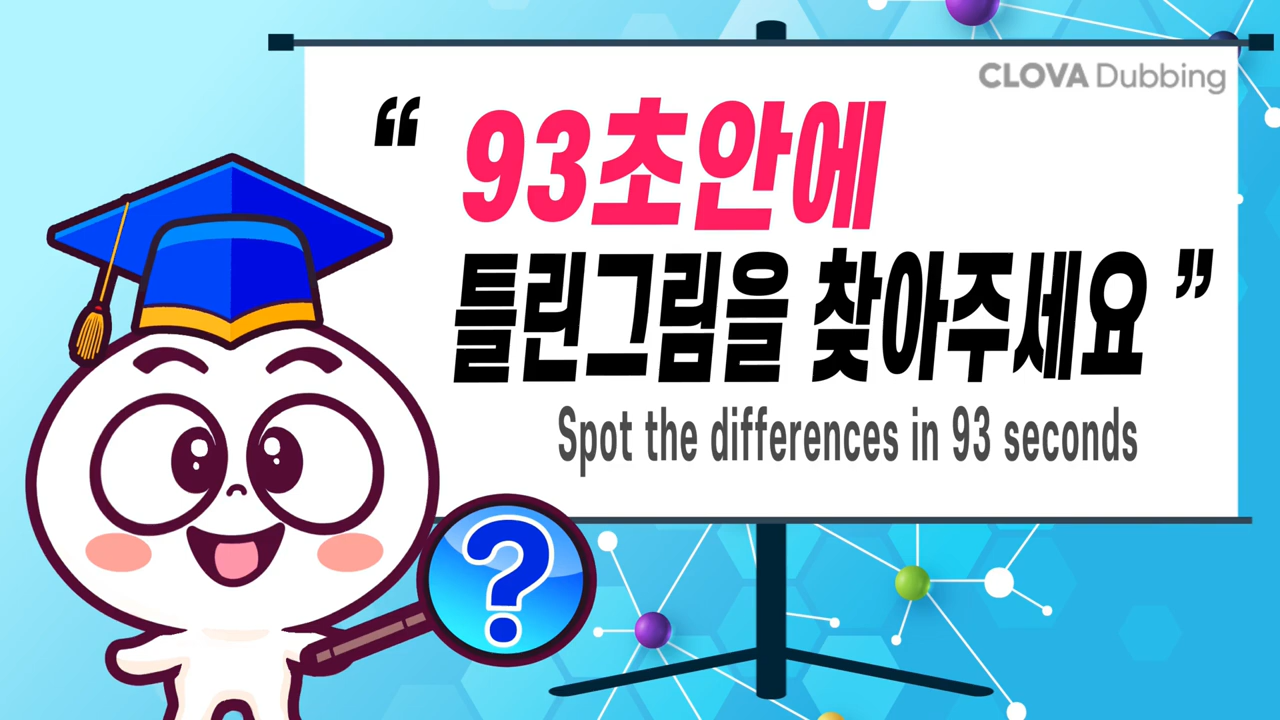 CLOVA Dubbing
“ 93초안에
틀린그림을 찾아주세요 ”
Spot the differences in 93 seconds
?